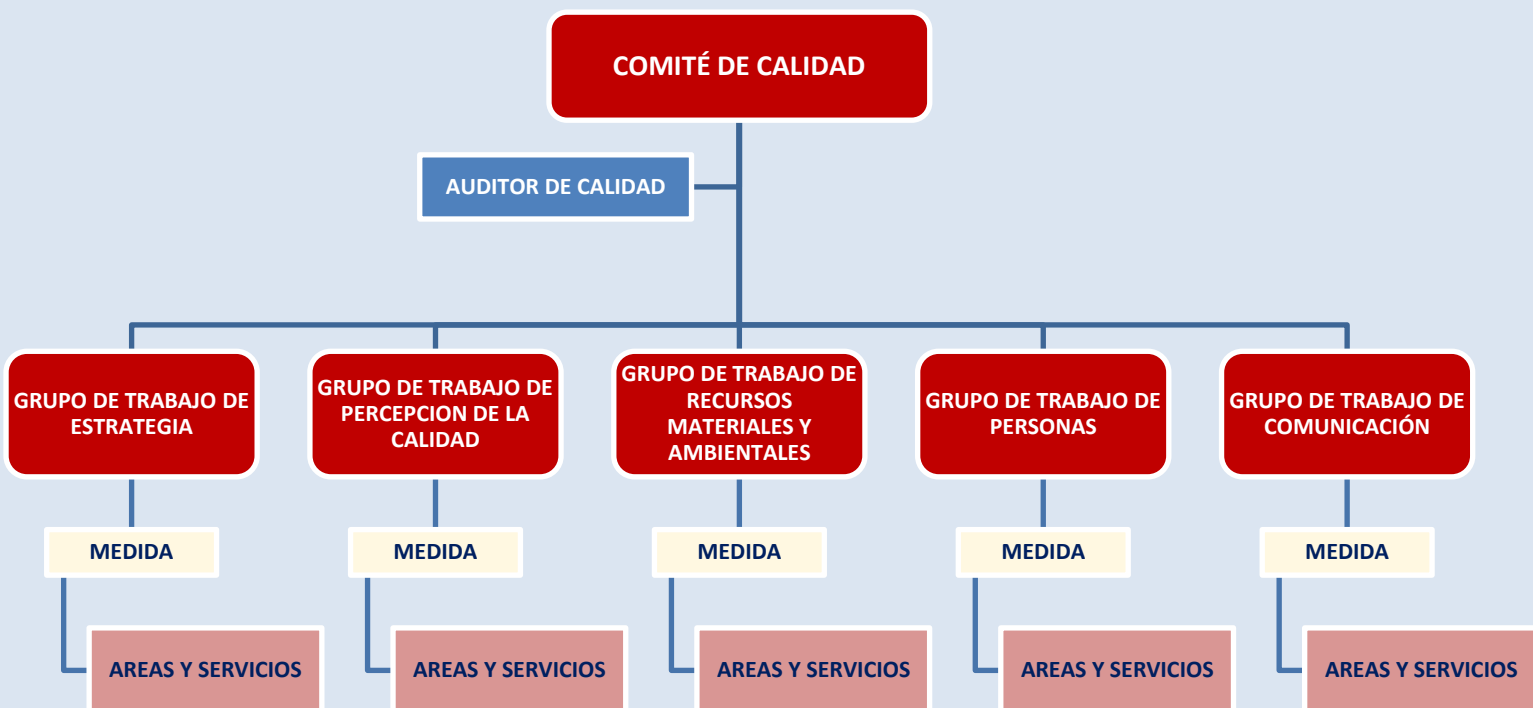 COMITÉ DE CALIDAD
AUDITOR DE CALIDAD
GRUPO DE TRABAJO DE
ESTRATEGIA
GRUPO DE TRABAJO DE
PERCEPCION DE LA
CALIDAD
GRUPO DE TRABAJO DE
RECURSOS
MATERIALES Y
AMBIENTALES
GRUPO DE TRABAJO DE
PERSONAS
GRUPO DE TRABAJO DE
COMUNICACIÓN
MEDIDA
MEDIDA
MEDIDA
MEDIDA
MEDIDA
AREAS Y SERVICIOS
AREAS Y SERVICIOS
AREAS Y SERVICIOS
AREAS Y SERVICIOS
AREAS Y SERVICIOS